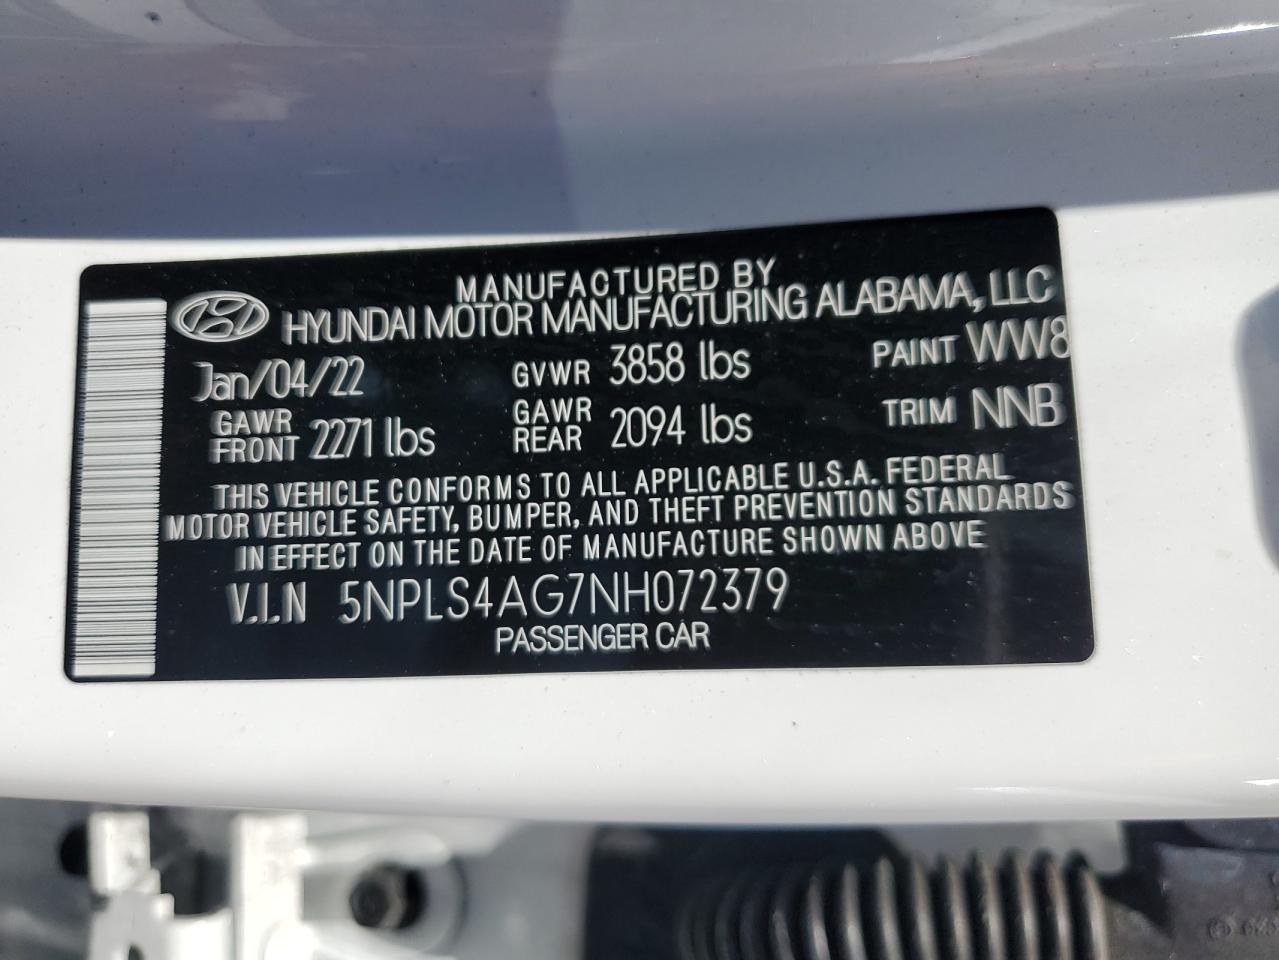 MANUFACTURED BY
HYUNDAI MOTOR MANUFACTURING ALABAMA, LLC
Jan/04/22 GVWR 3858 lbs PAINT WW8
GAWR FRONT 2271 lbs GAWR REAR 2094 lbs TRIM NNB
THIS VEHICLE CONFORMS TO ALL APPLICABLE U.S.A. FEDERAL
MOTOR VEHICLE SAFETY, BUMPER, AND THEFT PREVENTION STANDARDS
IN EFFECT ON THE DATE OF MANUFACTURE SHOWN ABOVE
V.I.N 5NPLS4AG7NH072379
PASSENGER CAR